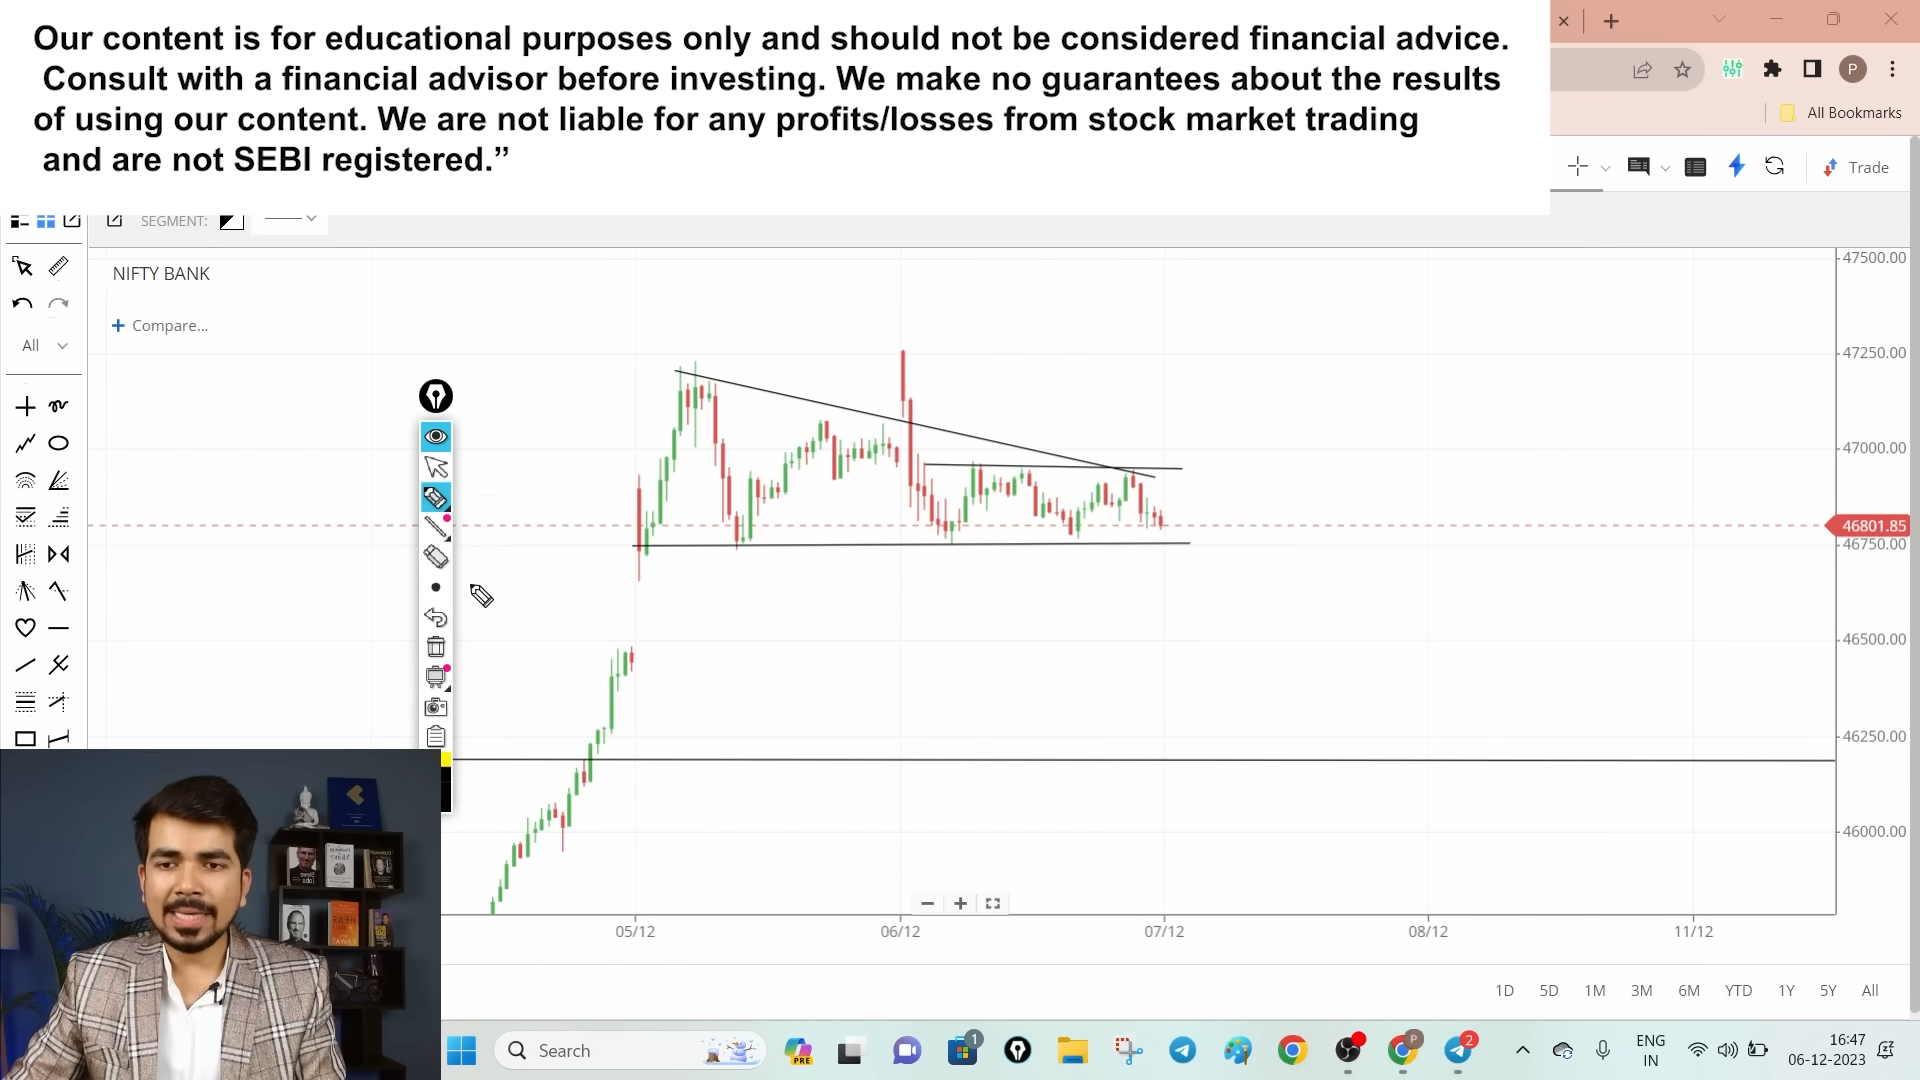 Our content is for educational purposes only and should not be considered financial advice.
Consult with a financial advisor before investing. We make no guarantees about the results
of using our content. We are not liable for any profits/losses from stock market trading
and are not SEBI registered.”
P
All Bookmarks
Trade
SEGMENT:
NIFTY BANK
Compare...
All
47500.00
47250.00
47000.00
46801.85
46750.00
46500.00
46250.00
46000.00
05/12
06/12
07/12
08/12
11/12
1D 5D 1M 3M 6M YTD 1Y 5Y All
Search
PRE
1
P
2
ENG
IN
16:47
06-12-2023